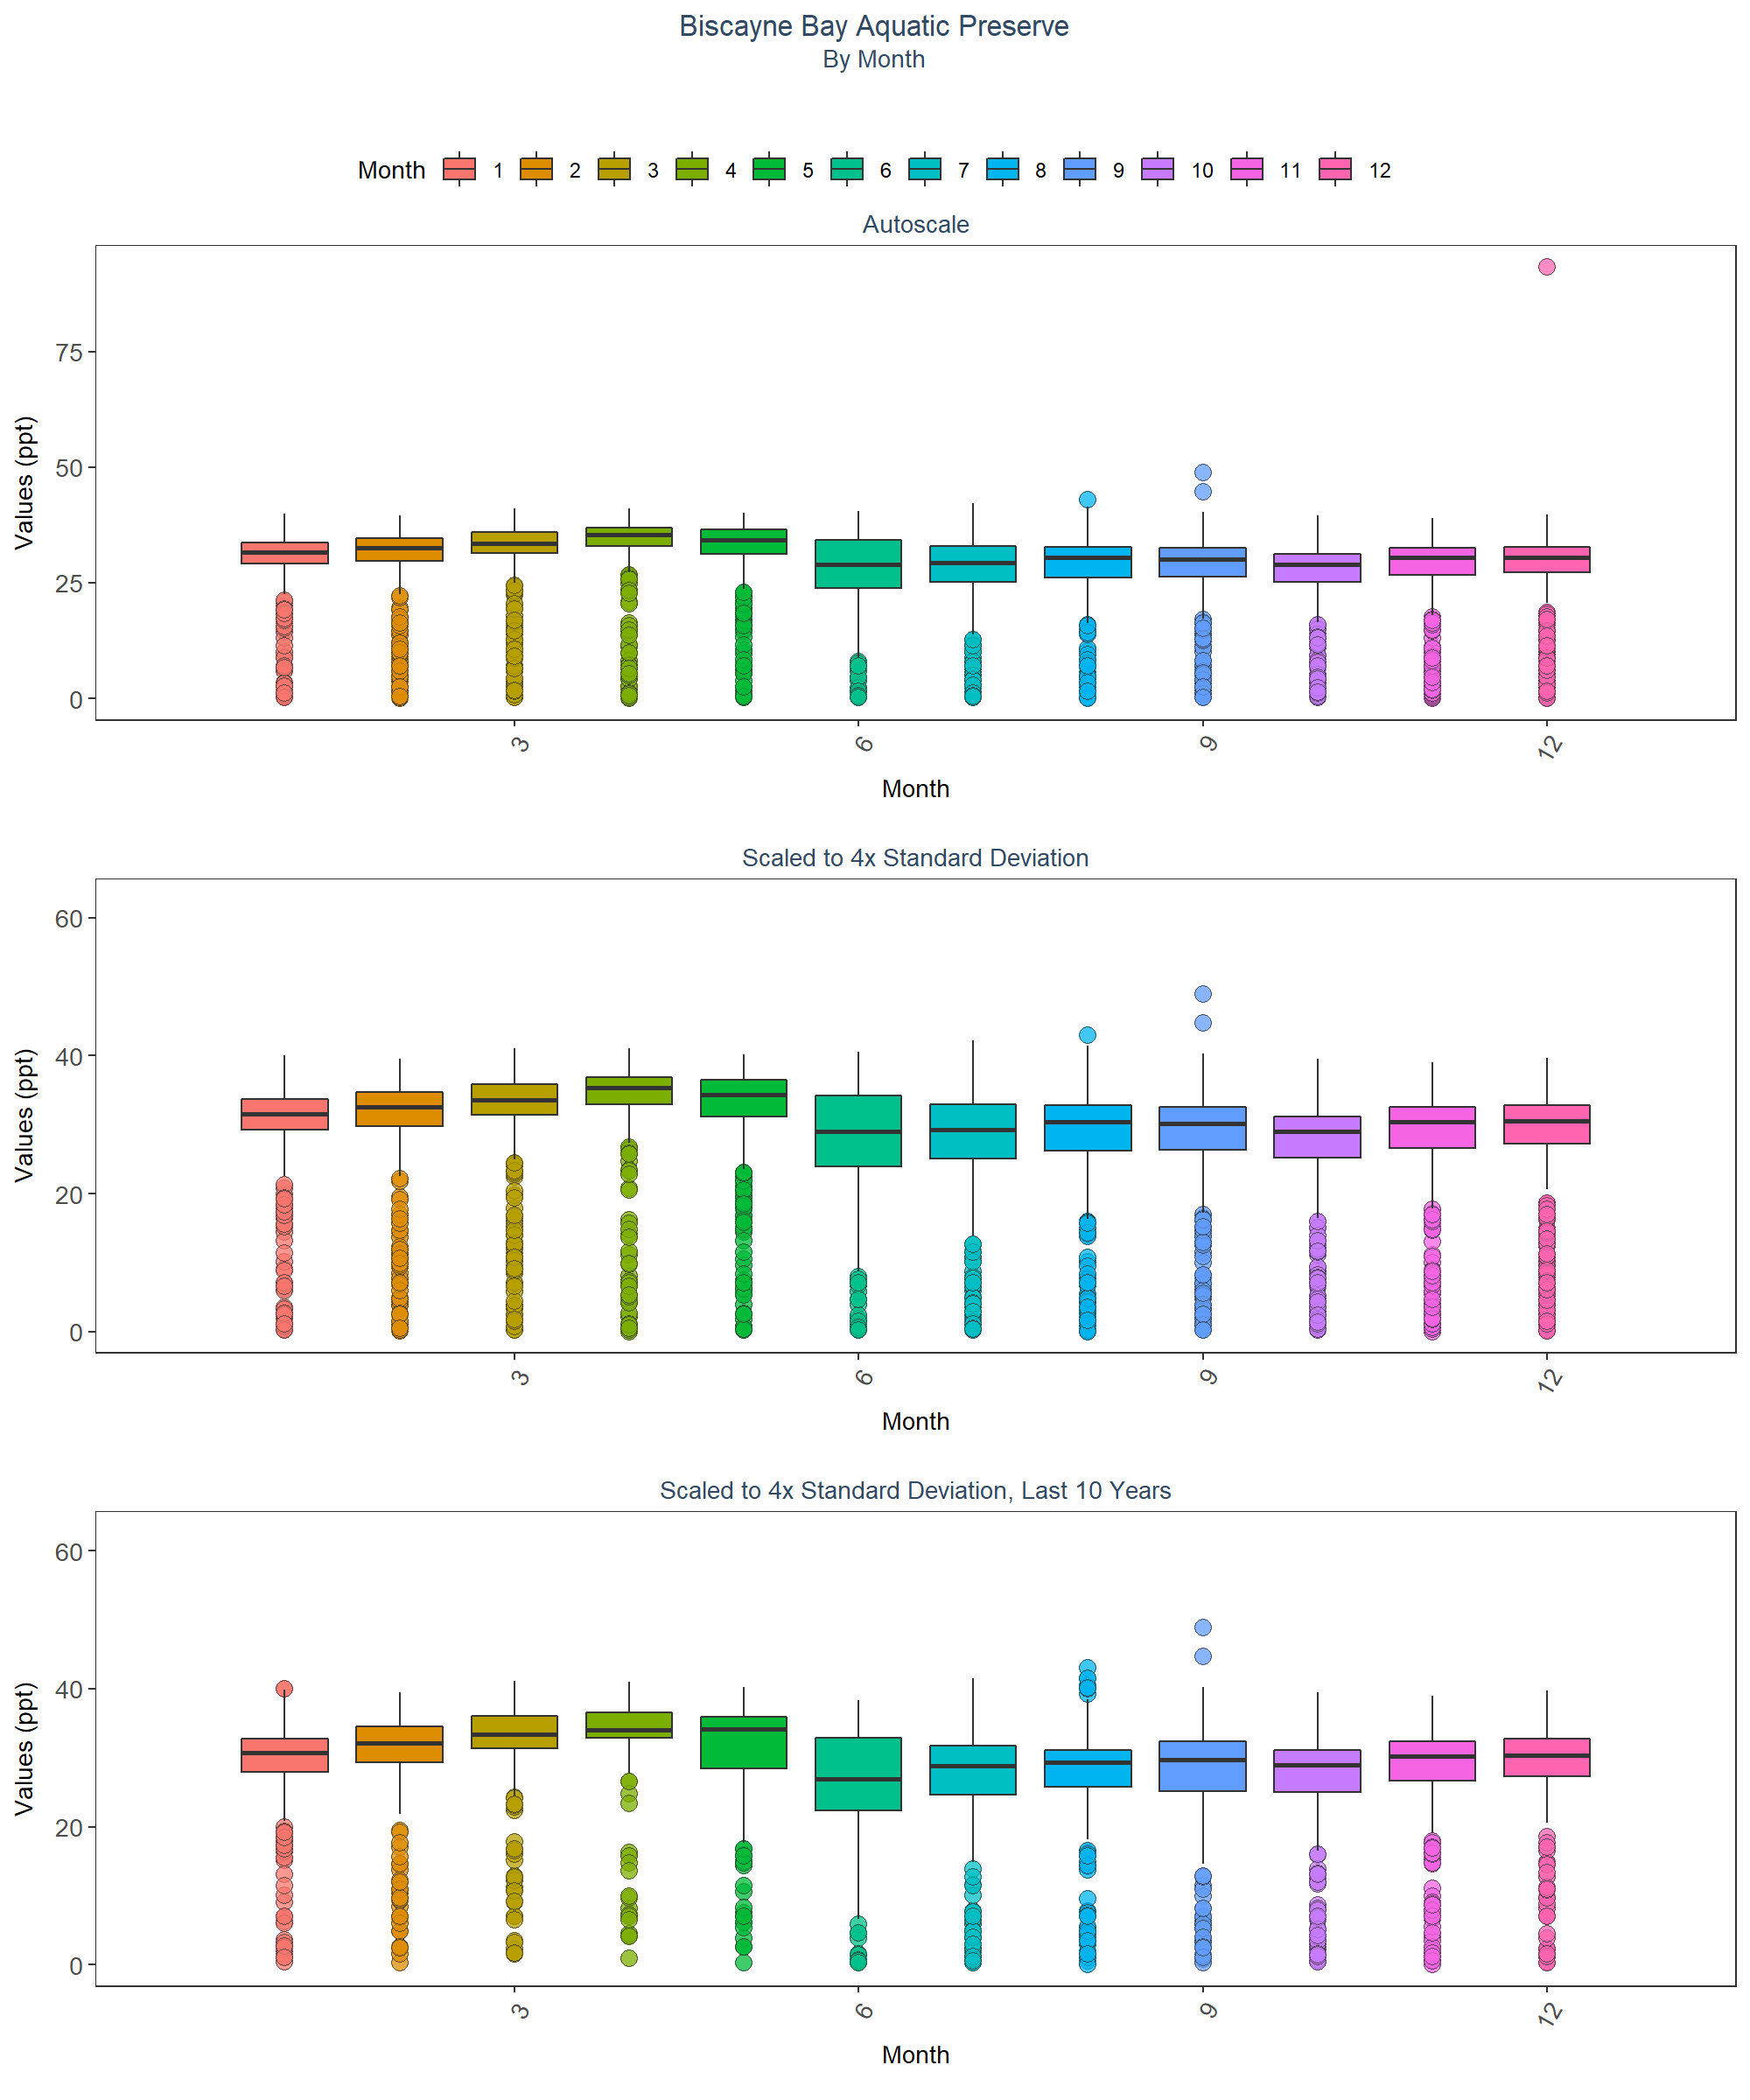 Biscayne Bay Aquatic Preserve
By Month
Month 1 2 3 4 5 6 7 8 9 10 11 12
Autoscale
Values (ppt)
75
50
25
0
3 6 9 12
Month
Scaled to 4x Standard Deviation
Values (ppt)
60
40
20
0
3 6 9 12
Month
Scaled to 4x Standard Deviation, Last 10 Years
Values (ppt)
60
40
20
0
3 6 9 12
Month